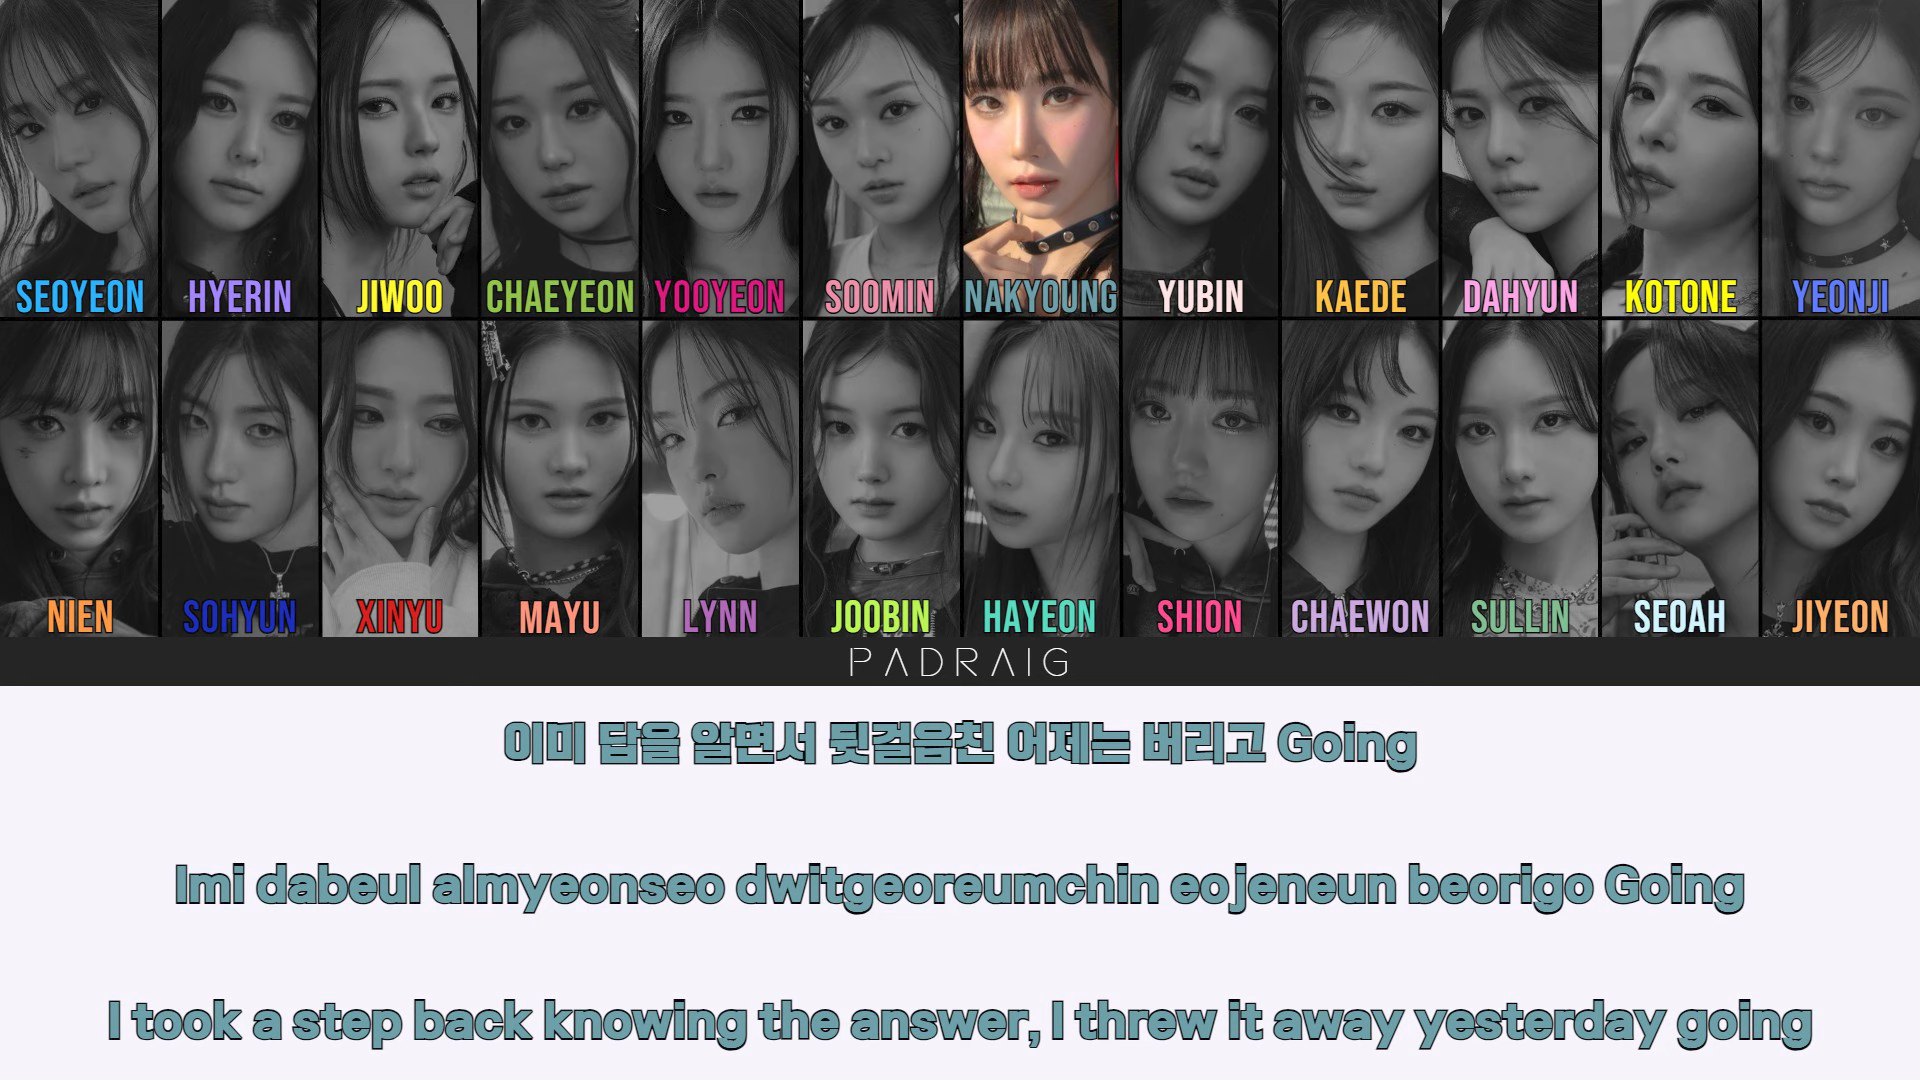 SEOYEON HYERIN JIWOO CHAEYEON YOOYEON SOOMIN NAKYOUNG YUBIN KAEDE DAHYUN KOTONE YEONJI
NIEN SOHYUN XINYU MAYU LYNN JOOBIN HAYEON SHION CHAEWON SULLIN SEOAH JIYEON
PADRAIG
이미 답을 알면서 뒷걸음친 어제는 버리고 Going
Imi dabeul almyeonseo dwitgeoreumchin eojeneun beorigo Going
I took a step back knowing the answer, I threw it away yesterday going